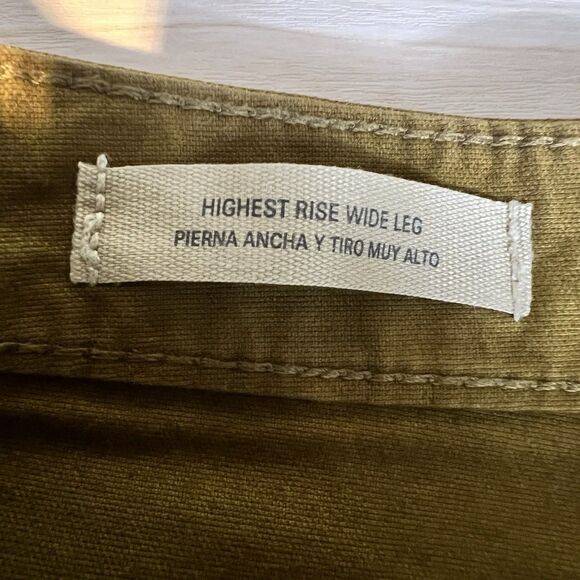 HIGHEST RISE WIDE LEG
PIERNA ANCHA Y TIRO MUY ALTO